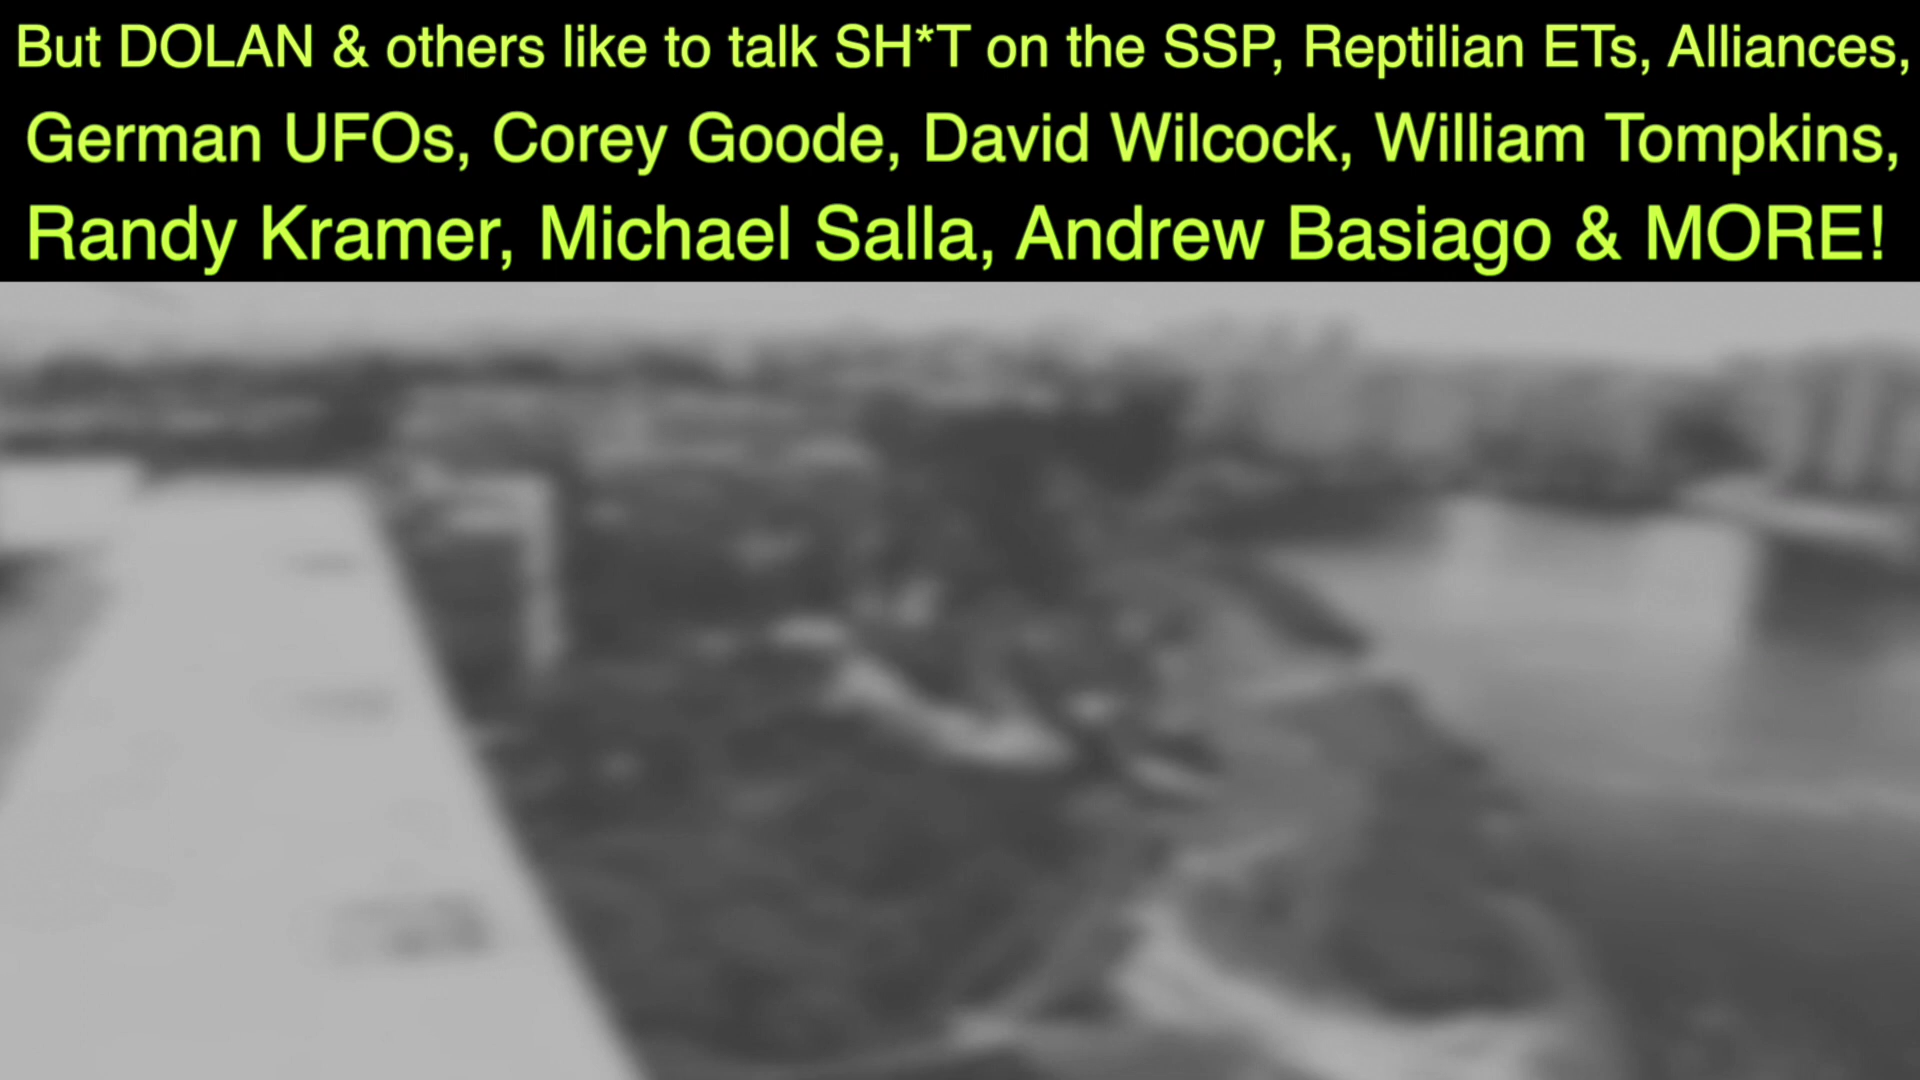 But DOLAN & others like to talk SH*T on the SSP, Reptilian ETs, Alliances,
German UFOs, Corey Goode, David Wilcock, William Tompkins,
Randy Kramer, Michael Salla, Andrew Basiago & MORE!